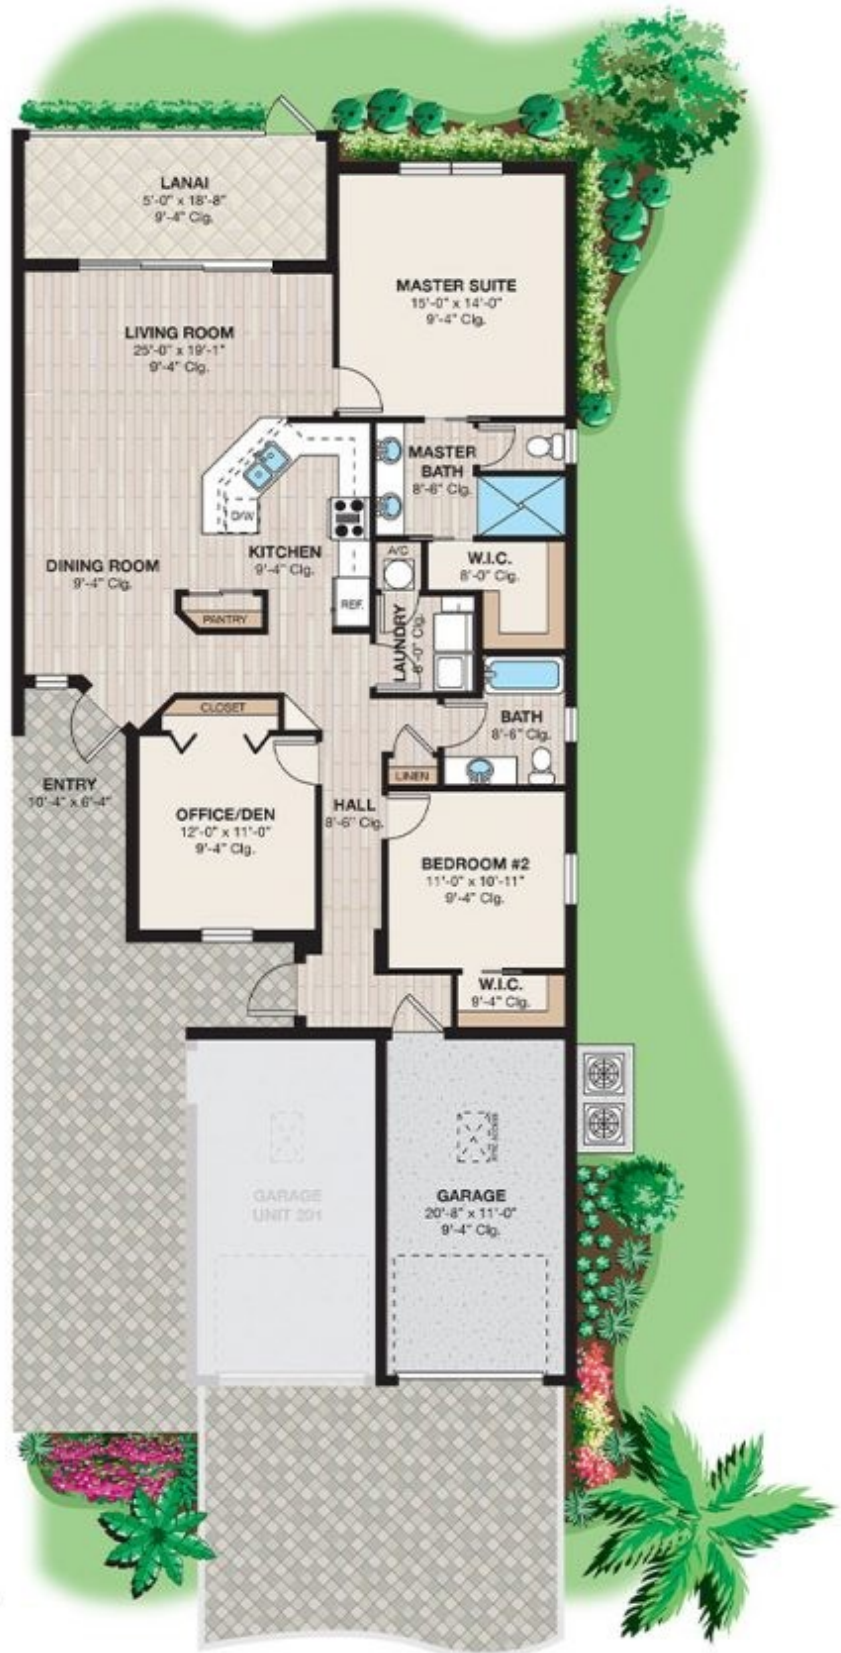 LANAI
5'-0" x 18'-8"
9'-4" Clg.
MASTER SUITE
15'-0" x 14'-0"
9'-4" Clg.
LIVING ROOM
25'-0" x 19'-1"
9'-4" Clg.
MASTER
BATH
8'-6" Clg.
D/W
KITCHEN
9'-4" Clg.
A/C
W.I.C.
8'-0" Clg.
DINING ROOM
9'-4" Clg.
REF.
PANTRY
LAUNDRY
CLOSET
BATH
8'-6" Clg.
LINEN
ENTRY
10'-4" x 6'-4"
OFFICE/DEN
12'-0" x 11'-0"
9'-4" Clg.
HALL
8'-6" Clg.
BEDROOM #2
11'-0" x 10'-11"
9'-4" Clg.
W.I.C.
9'-4" Clg.
GARAGE
UNIT 201
GARAGE
20'-8" x 11'-0"
9'-4" Clg.